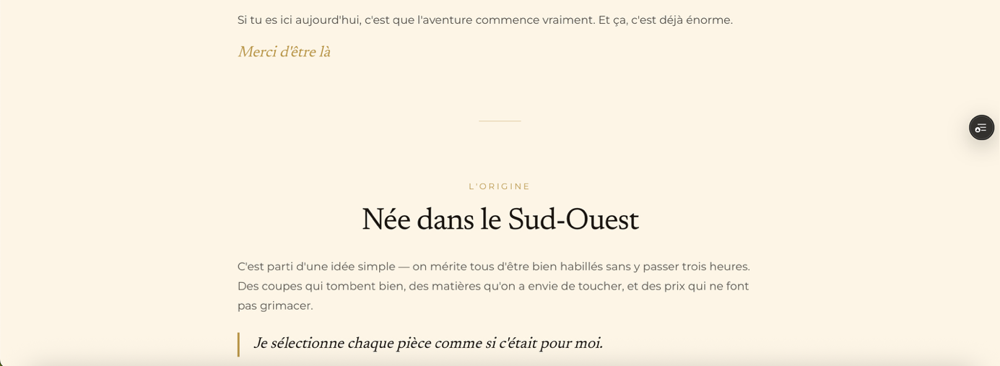 Si tu es ici aujourd'hui, c'est que l'aventure commence vraiment. Et ça, c'est déjà énorme.
Merci d'être là
L'ORIGINE
Née dans le Sud-Ouest
C'est parti d'une idée simple — on mérite tous d'être bien habillés sans y passer trois heures.
Des coupes qui tombent bien, des matières qu'on a envie de toucher, et des prix qui ne font
pas grimacer.
Je sélectionne chaque pièce comme si c'était pour moi.